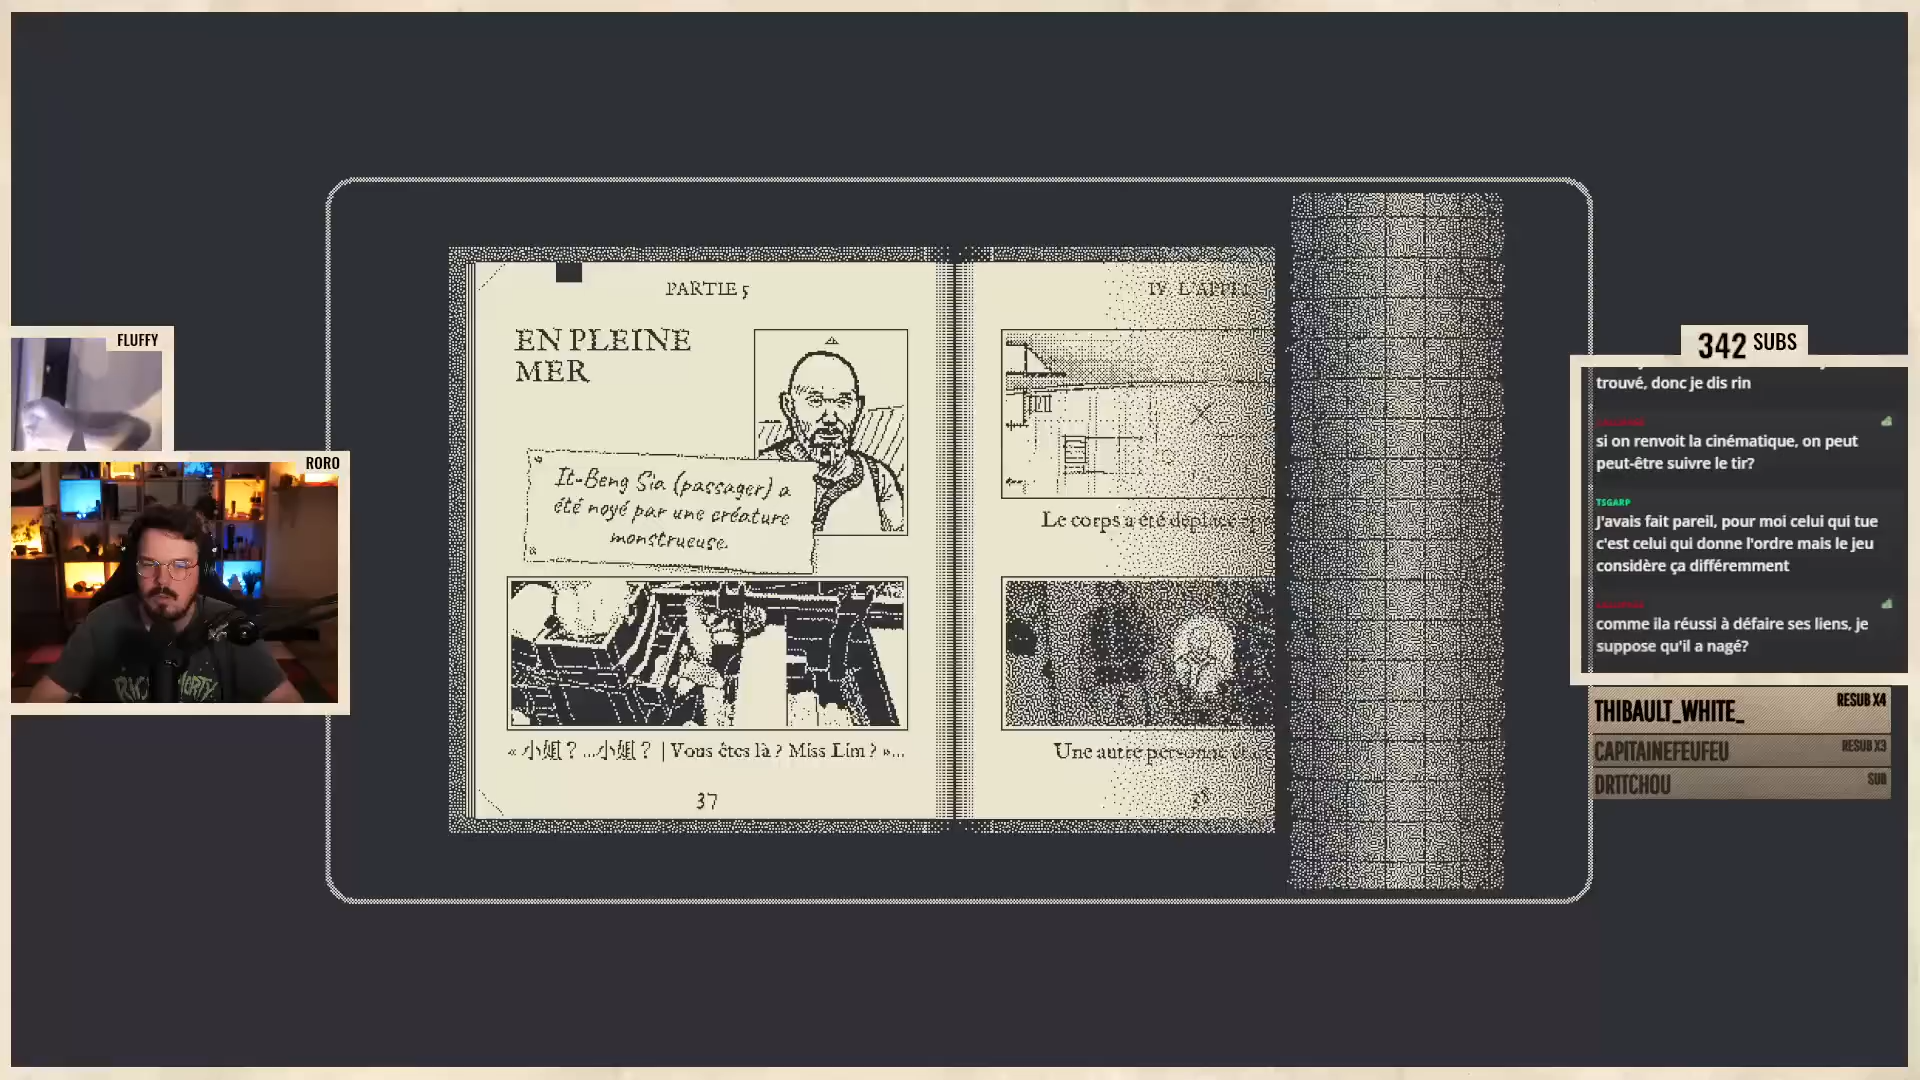 FLUFFY
RORO
PARTIE 5
EN PLEINE
MER
It-Beng Sia (passager) a
été noyé par une créature
monstrueuse.
« 小姐 ? ...小姐 ? | Vous êtes là ? Miss Lim ? »...
37
IV. L'APPEL
Le corps a été déplacé
Une autre personne
342 SUBS
trouvé, donc je dis rin
si on renvoit la cinématique, on peut
peut-être suivre le tir?
TSGARP
J'avais fait pareil, pour moi celui qui tue
c'est celui qui donne l'ordre mais le jeu
considère ça différemment
comme ila réussi à défaire ses liens, je
suppose qu'il a nagé?
THIBAULT_WHITE_ RESUB X4
CAPITAINEFEUFEU RESUB X3
DRITCHOU SUB